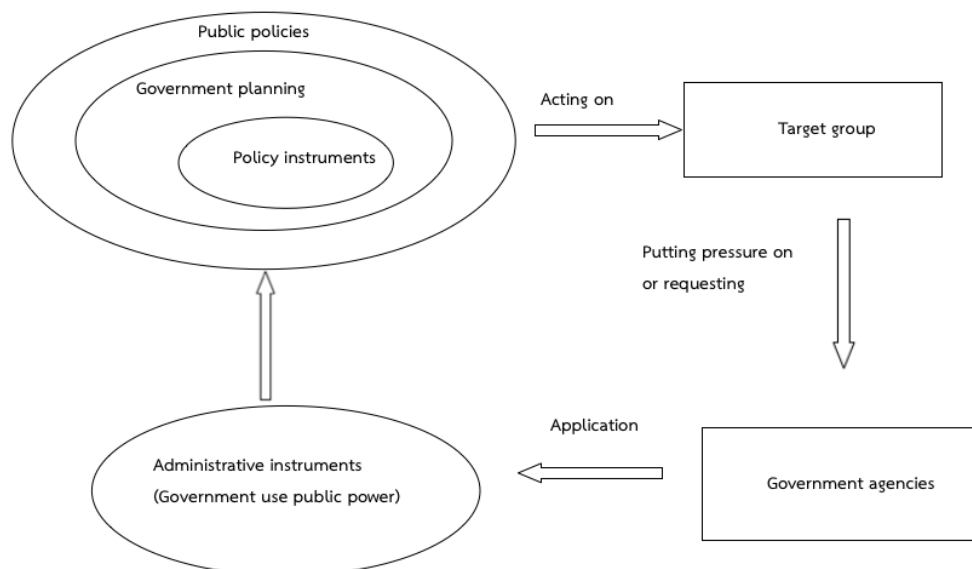 Public policies
Government planning
Policy instruments
Acting on
Target group
Putting pressure on
or requesting
Application
Administrative instruments
(Government use public power)
Government agencies